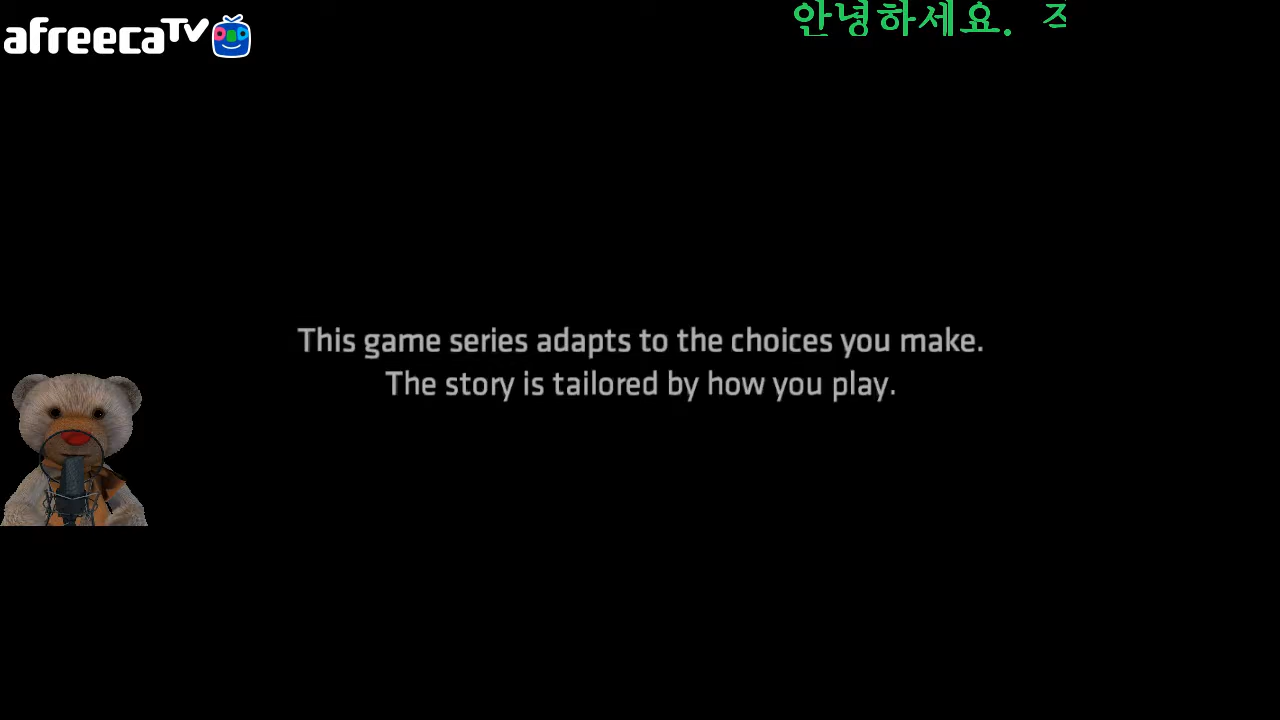 afreecaTV
안녕하세요.
This game series adapts to the choices you make.
The story is tailored by how you play.